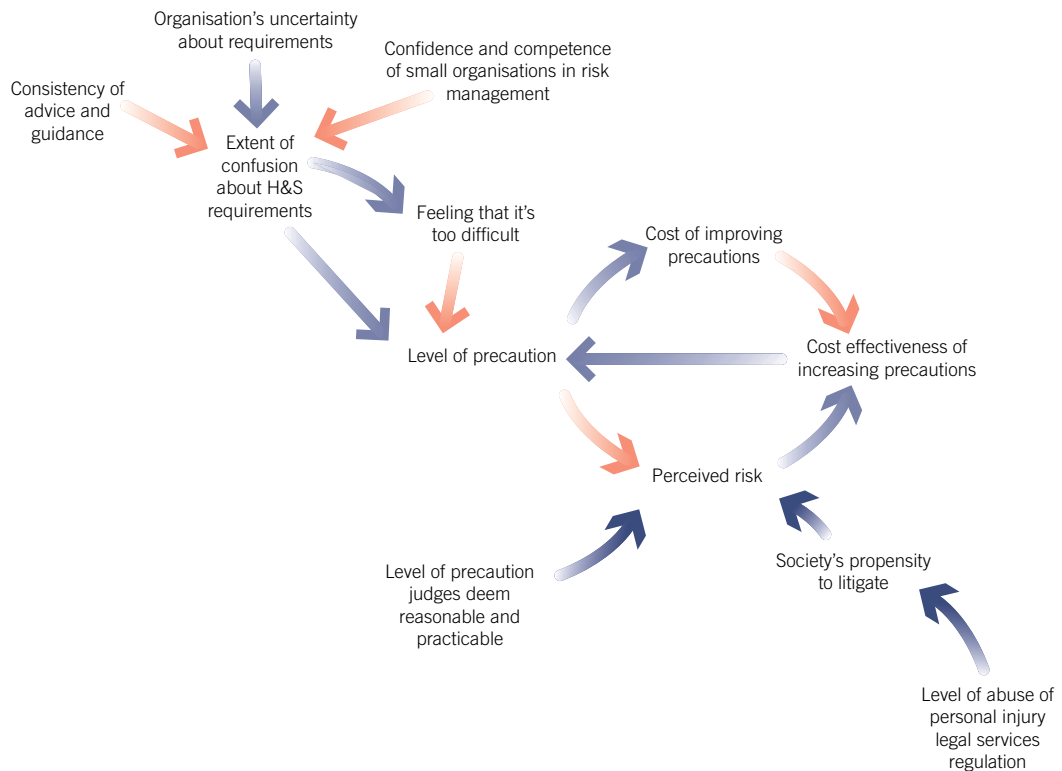 Organisation’s uncertainty
about requirements
Confidence and competence
of small organisations in risk
management
Consistency of
advice and
guidance
Extent of
confusion
about H&S
requirements
Feeling that it’s
too difficult
Cost of improving
precautions
Level of precaution
Cost effectiveness of
increasing precautions
Perceived risk
Level of precaution
judges deem
reasonable and
practicable
Society’s propensity
to litigate
Level of abuse of
personal injury
legal services
regulation